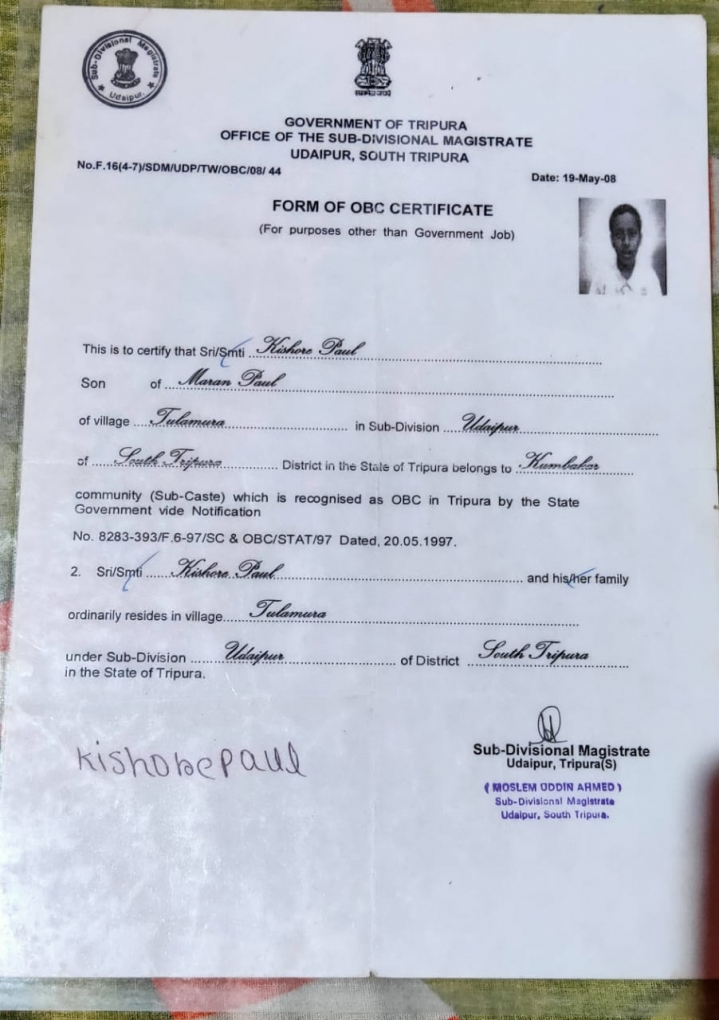 Sub-Divisional Magistrate
Udaipur.
GOVERNMENT OF TRIPURA
OFFICE OF THE SUB-DIVISIONAL MAGISTRATE
UDAIPUR, SOUTH TRIPURA
No.F.16(4-7)/SDM/UDP/TW/OBC/08/ 44
Date: 19-May-08
FORM OF OBC CERTIFICATE
(For purposes other than Government Job)
This is to certify that Sri/Smti Kishore Paul
Son of Maran Paul
of village Tulamura in Sub-Division Udaipur
of South Tripura District in the State of Tripura belongs to Kumbakar
community (Sub-Caste) which is recognised as OBC in Tripura by the State
Government vide Notification
No. 8283-393/F.6-97/SC & OBC/STAT/97 Dated, 20.05.1997.
2. Sri/Smti Kishore Paul and his/her family
ordinarily resides in village Tulamura
under Sub-Division Udaipur of District South Tripura
in the State of Tripura.
Kishore Paul
Sub-Divisional Magistrate
Udaipur, Tripura(S)
( MOSLEM UDDIN AHMED )
Sub-Divisional Magistrate
Udaipur, South Tripura.